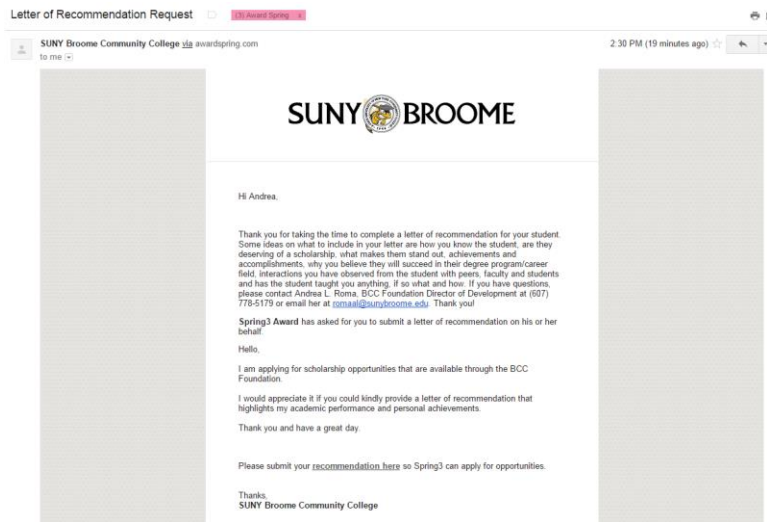 Letter of Recommendation Request
(3) Award Spring x
SUNY Broome Community College via awardspring.com
2:30 PM (19 minutes ago)
to me
SUNY BROOME
Hi Andrea,
Thank you for taking the time to complete a letter of recommendation for your student.
Some ideas on what to include in your letter are how you know the student, are they
deserving of a scholarship, what makes them stand out, achievements and
accomplishments, why you believe they will succeed in their degree program/career
field, interactions you have observed from the student with peers, faculty and students
and has the student taught you anything, if so what and how. If you have questions,
please contact Andrea L. Roma, BCC Foundation Director of Development at (607)
778-5179 or email her at romaal@sunybroome.edu. Thank you!
Spring3 Award has asked for you to submit a letter of recommendation on his or her
behalf.
Hello,
I am applying for scholarship opportunities that are available through the BCC
Foundation.
I would appreciate it if you could kindly provide a letter of recommendation that
highlights my academic performance and personal achievements.
Thank you and have a great day.
Please submit your recommendation here so Spring3 can apply for opportunities.
Thanks,
SUNY Broome Community College